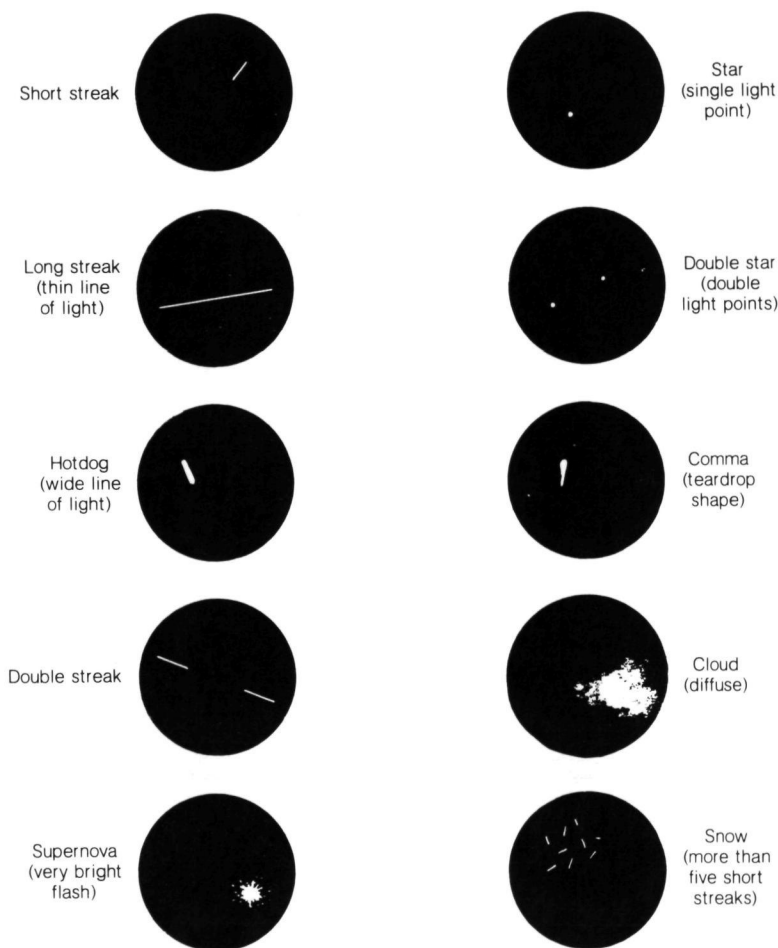 Short streak
Star
(single light
point)
Long streak
(thin line
of light)
Double star
(double
light points)
Hotdog
(wide line
of light)
Comma
(teardrop
shape)
Double streak
Cloud
(diffuse)
Supernova
(very bright
flash)
Snow
(more than
five short
streaks)